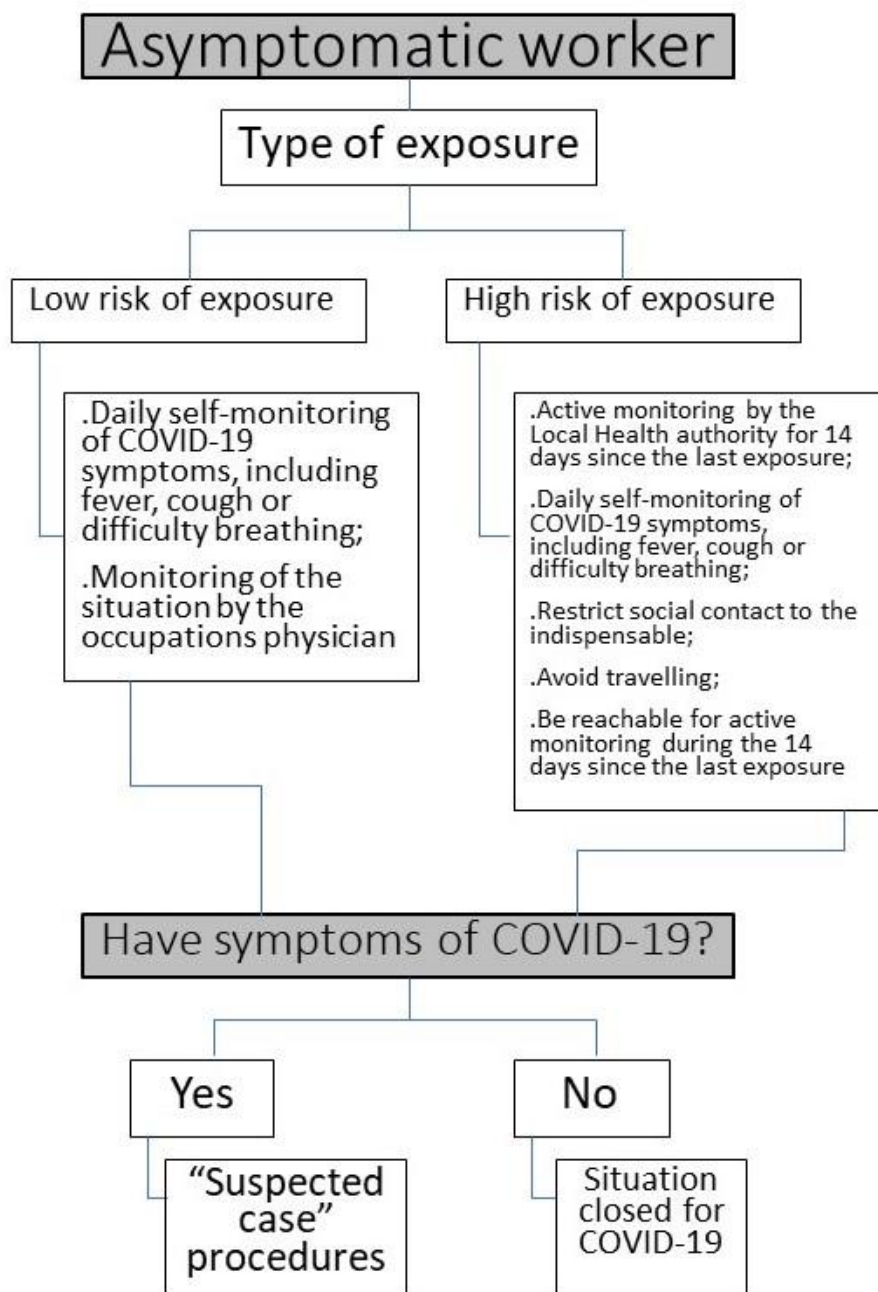 Asymptomatic worker
Type of exposure
Low risk of exposure
High risk of exposure
.Daily self-monitoring
of COVID-19
symptoms, including
fever, cough or
difficulty breathing;
.Monitoring of the
situation by the
occupations physician
.Active monitoring by the
Local Health authority for 14
days since the last exposure;
.Daily self-monitoring of
COVID-19 symptoms,
including fever, cough or
difficulty breathing;
.Restrict social contact to the
indispensable;
.Avoid travelling;
.Be reachable for active
monitoring during the 14
days since the last exposure
Have symptoms of COVID-19?
Yes
No
“Suspected
case”
procedures
Situation
closed for
COVID-19